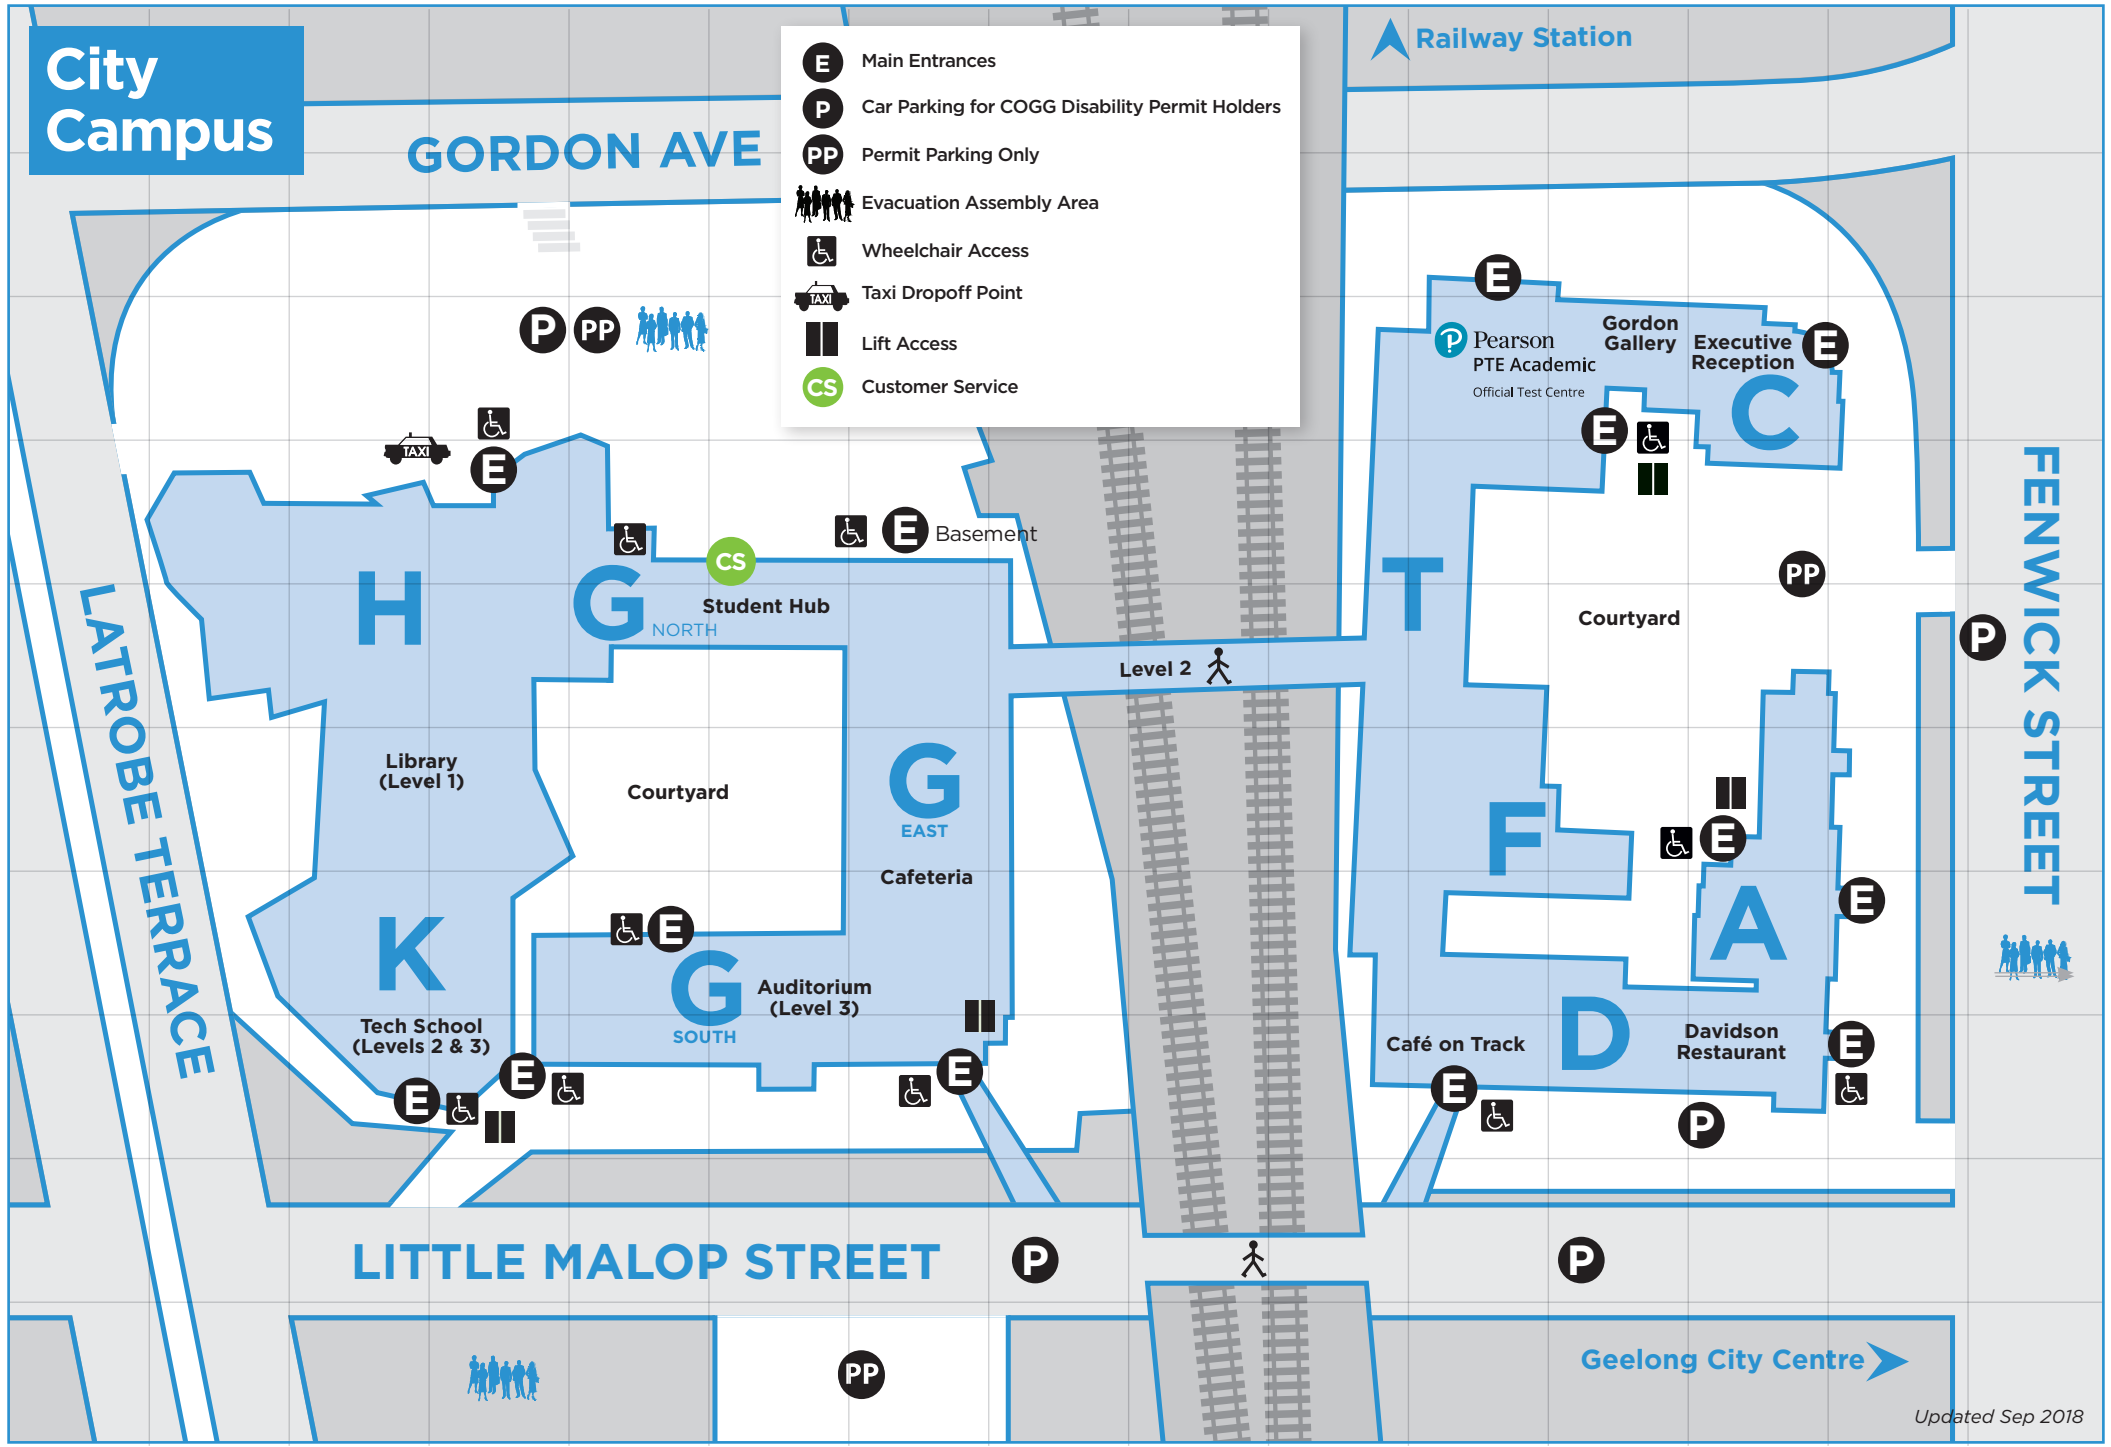 City
Campus
GORDON AVE
E Main Entrances
P Car Parking for COGG Disability Permit Holders
PP Permit Parking Only
Evacuation Assembly Area
Wheelchair Access
TAXI Taxi Dropoff Point
Lift Access
CS Customer Service
Railway Station
P PP
E
Pearson
PTE Academic
Official Test Centre
Gordon
Gallery
Executive
Reception
E
C
E
TAXI
E
E Basement
CS
H
G
NORTH
Student Hub
T
PP
Courtyard
P
FENWICK STREET
Level 2
LATROBE TERRACE
Library
(Level 1)
Courtyard
G
EAST
Cafeteria
F
E
A
E
K
E
G
SOUTH
Auditorium
(Level 3)
Tech School
(Levels 2 & 3)
E
E
E
Café on Track
D
Davidson
Restaurant
E
E
P
LITTLE MALOP STREET
P
P
PP
Geelong City Centre
Updated Sep 2018